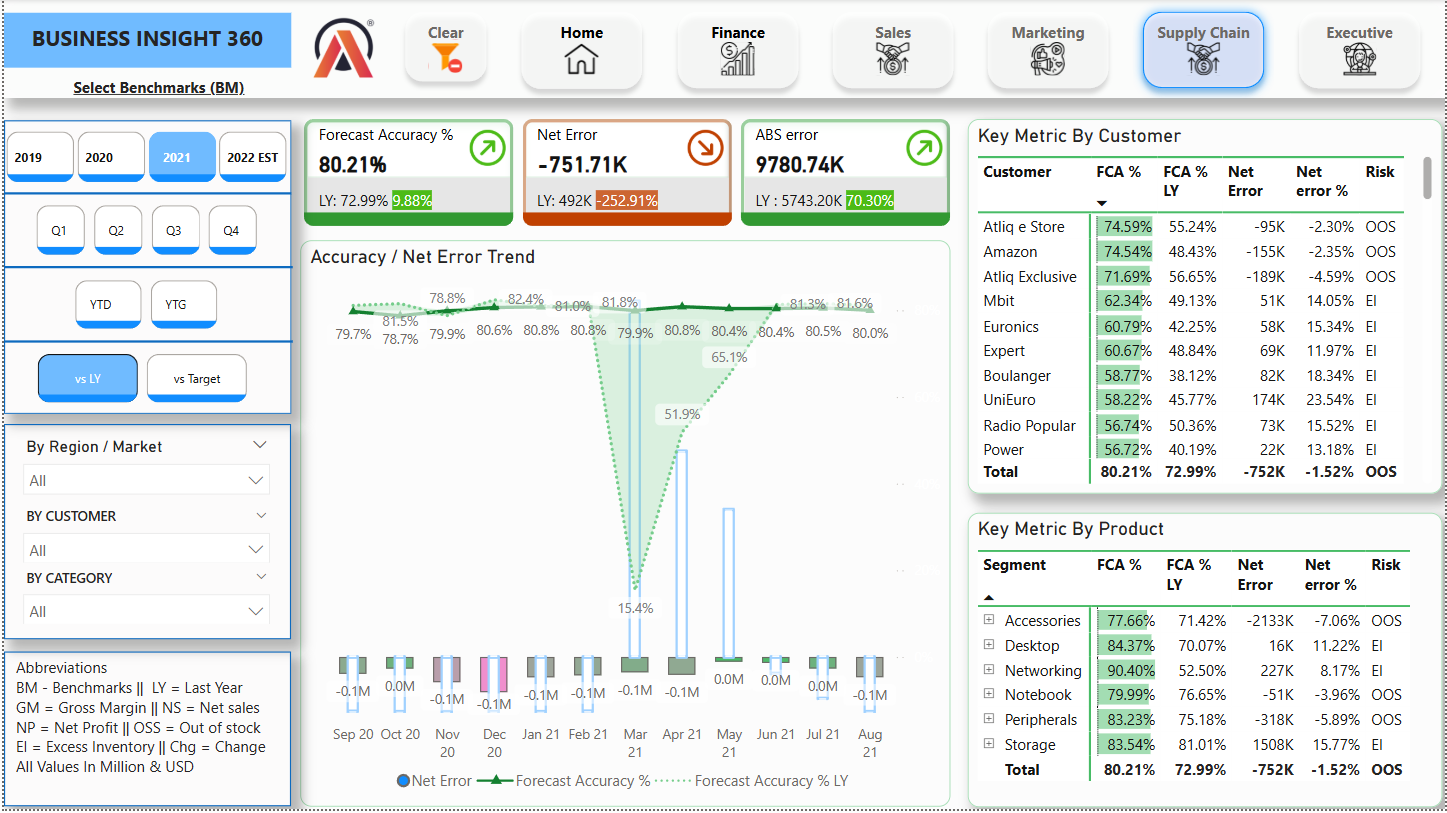 BUSINESS INSIGHT 360
Select Benchmarks (BM)
®
Clear
Home
Finance
Sales
Marketing
Supply Chain
Executive
2019 2020 2021 2022 EST
Q1 Q2 Q3 Q4
YTD YTG
vs LY vs Target
By Region / Market
All
BY CUSTOMER
All
BY CATEGORY
All
Abbreviations
BM - Benchmarks || LY = Last Year
GM = Gross Margin || NS = Net sales
NP = Net Profit || OSS = Out of stock
EI = Excess Inventory || Chg = Change
All Values In Million & USD
Forecast Accuracy %
80.21%
LY: 72.99% 9.88%
Net Error
-751.71K
LY: 492K -252.91%
ABS error
9780.74K
LY : 5743.20K 70.30%
Accuracy / Net Error Trend
78.8% 82.4% 81.0% 81.8% 81.3% 81.6%
81.5%
79.7% 78.7% 79.9% 80.6% 80.8% 80.8% 79.9% 80.8% 80.4% 80.4% 80.5% 80.0%
65.1%
51.9%
15.4%
-0.1M 0.0M -0.1M -0.1M -0.1M -0.1M -0.1M -0.1M 0.0M 0.0M 0.0M -0.1M
Sep 20 Oct 20 Nov 20 Dec 20 Jan 21 Feb 21 Mar 21 Apr 21 May 21 Jun 21 Jul 21 Aug 21
Net Error Forecast Accuracy % Forecast Accuracy % LY
Key Metric By Customer
Customer FCA % FCA % LY Net Error Net error % Risk
Atliq e Store 74.59% 55.24% -95K -2.30% OOS
Amazon 74.54% 48.43% -155K -2.35% OOS
Atliq Exclusive 71.69% 56.65% -189K -4.59% OOS
Mbit 62.34% 49.13% 51K 14.05% EI
Euronics 60.79% 42.25% 58K 15.34% EI
Expert 60.67% 48.84% 69K 11.97% EI
Boulanger 58.77% 38.12% 82K 18.34% EI
UniEuro 58.22% 45.77% 174K 23.54% EI
Radio Popular 56.74% 50.36% 73K 15.52% EI
Power 56.72% 40.19% 22K 13.18% EI
Total 80.21% 72.99% -752K -1.52% OOS
Key Metric By Product
Segment FCA % FCA % LY Net Error Net error % Risk
Accessories 77.66% 71.42% -2133K -7.06% OOS
Desktop 84.37% 70.07% 16K 11.22% EI
Networking 90.40% 52.50% 227K 8.17% EI
Notebook 79.99% 76.65% -51K -3.96% OOS
Peripherals 83.23% 75.18% -318K -5.89% OOS
Storage 83.54% 81.01% 1508K 15.77% EI
Total 80.21% 72.99% -752K -1.52% OOS